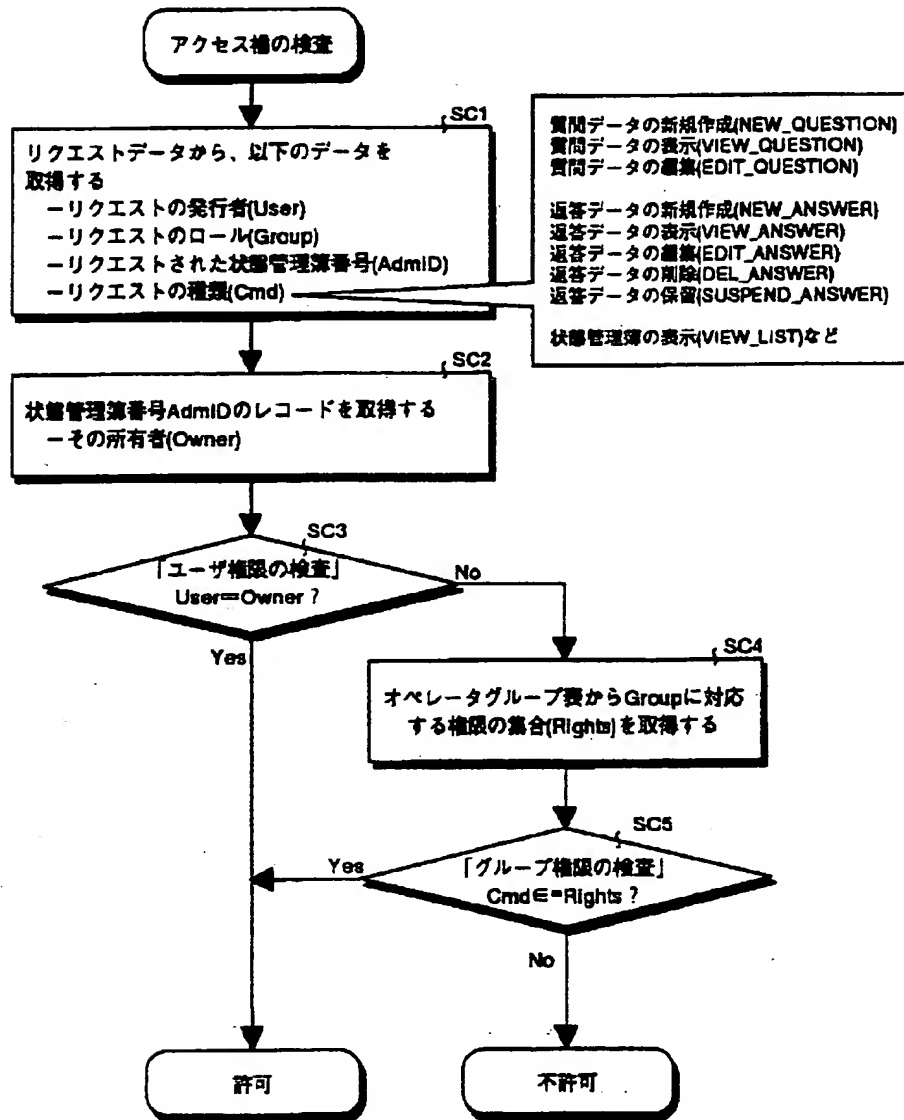 アクセス権の検査
SC1
リクエストデータから、以下のデータを
取得する
ーリクエストの発行者(User)
ーリクエストのロール(Group)
ーリクエストされた状態管理簿番号(AdmID)
ーリクエストの種類(Cmd)
質問データの新規作成(NEW_QUESTION)
質問データの表示(VIEW_QUESTION)
質問データの編集(EDIT_QUESTION)
返答データの新規作成(NEW_ANSWER)
返答データの表示(VIEW_ANSWER)
返答データの編集(EDIT_ANSWER)
返答データの削除(DEL_ANSWER)
返答データの保留(SUSPEND_ANSWER)
状態管理簿の表示(VIEW_LIST)など
SC2
状態管理簿番号AdmIDのレコードを取得する
ーその所有者(Owner)
SC3
「ユーザ権限の検査」
User=Owner ?
No
Yes
SC4
オペレータグループ表からGroupに対応
する権限の集合(Rights)を取得する
SC5
「グループ権限の検査」
Cmd∈=Rights ?
Yes
No
許可
不許可